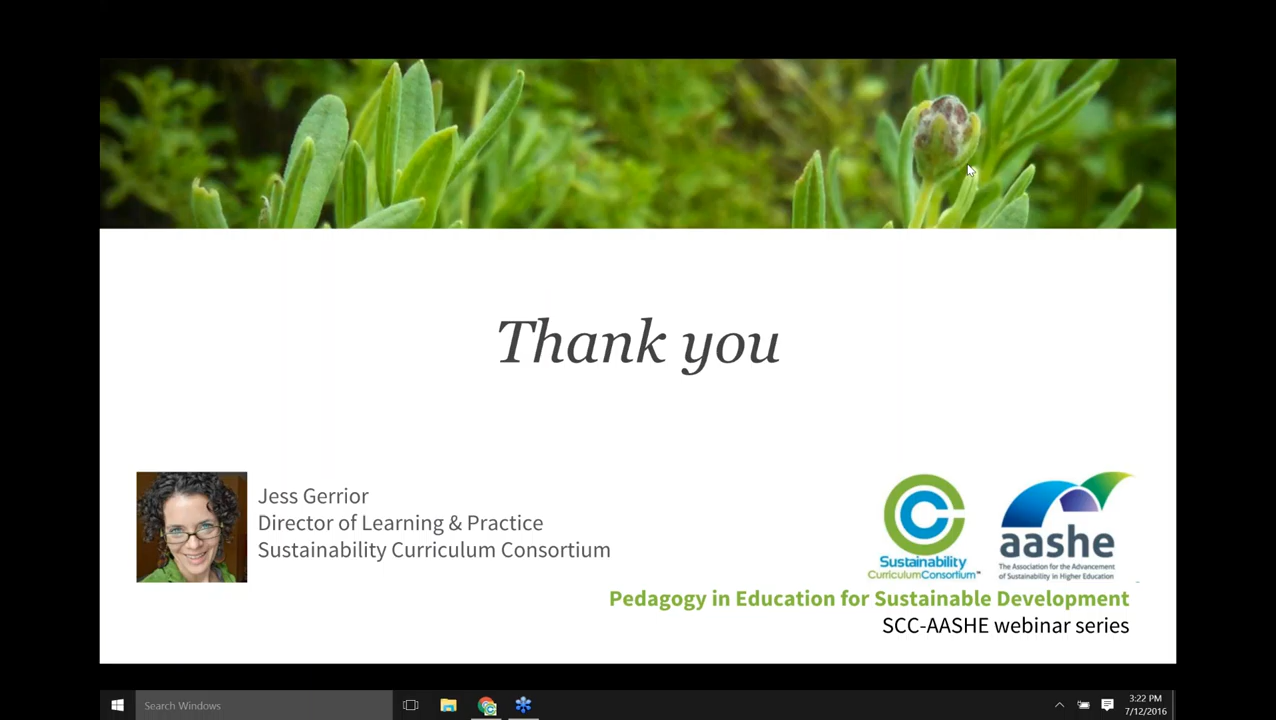 Thank you
Jess Gerrior
Director of Learning & Practice
Sustainability Curriculum Consortium
Sustainability
CurriculumConsortium™
aashe
The Association for the Advancement
of Sustainability in Higher Education
Pedagogy in Education for Sustainable Development
SCC-AASHE webinar series
Search Windows
3:22 PM
7/12/2016